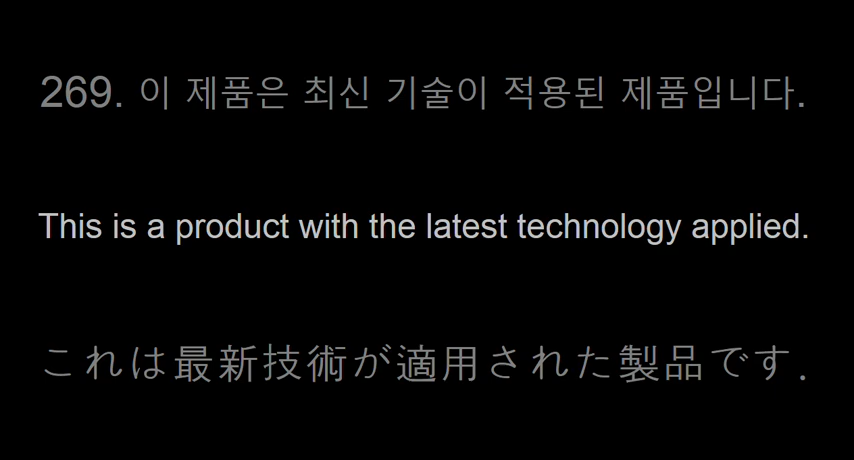 269. 이 제품은 최신 기술이 적용된 제품입니다.
This is a product with the latest technology applied.
これは最新技術が適用された製品です.